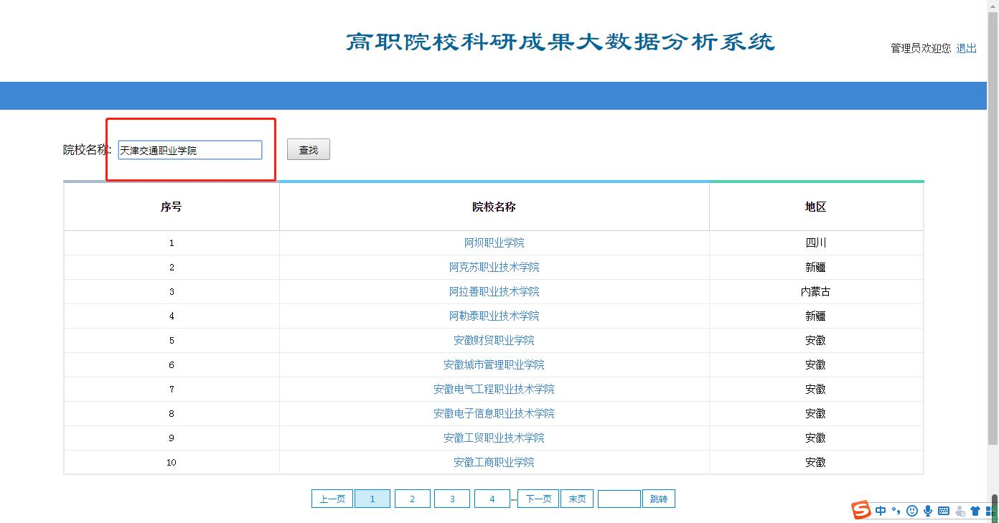 高职院校科研成果大数据分析系统
管理员欢迎您 退出
院校名称: 天津交通职业学院 查找
序号 院校名称 地区
1 阿坝职业学院 四川
2 阿克苏职业技术学院 新疆
3 阿拉善职业技术学院 内蒙古
4 阿勒泰职业技术学院 新疆
5 安徽财贸职业学院 安徽
6 安徽城市管理职业学院 安徽
7 安徽电气工程职业技术学院 安徽
8 安徽电子信息职业技术学院 安徽
9 安徽工贸职业技术学院 安徽
10 安徽工商职业学院 安徽
上一页 1 2 3 4 ... 下一页 末页 跳转
S 中